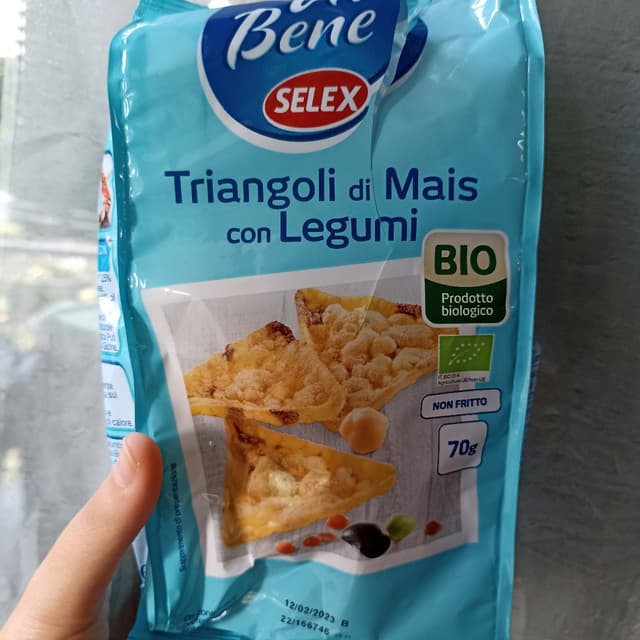 Bene
SELEX
Triangoli di Mais
con Legumi
BIO
Prodotto
biologico
NON FRITTO
70g
12/02/2023 B
22/166746